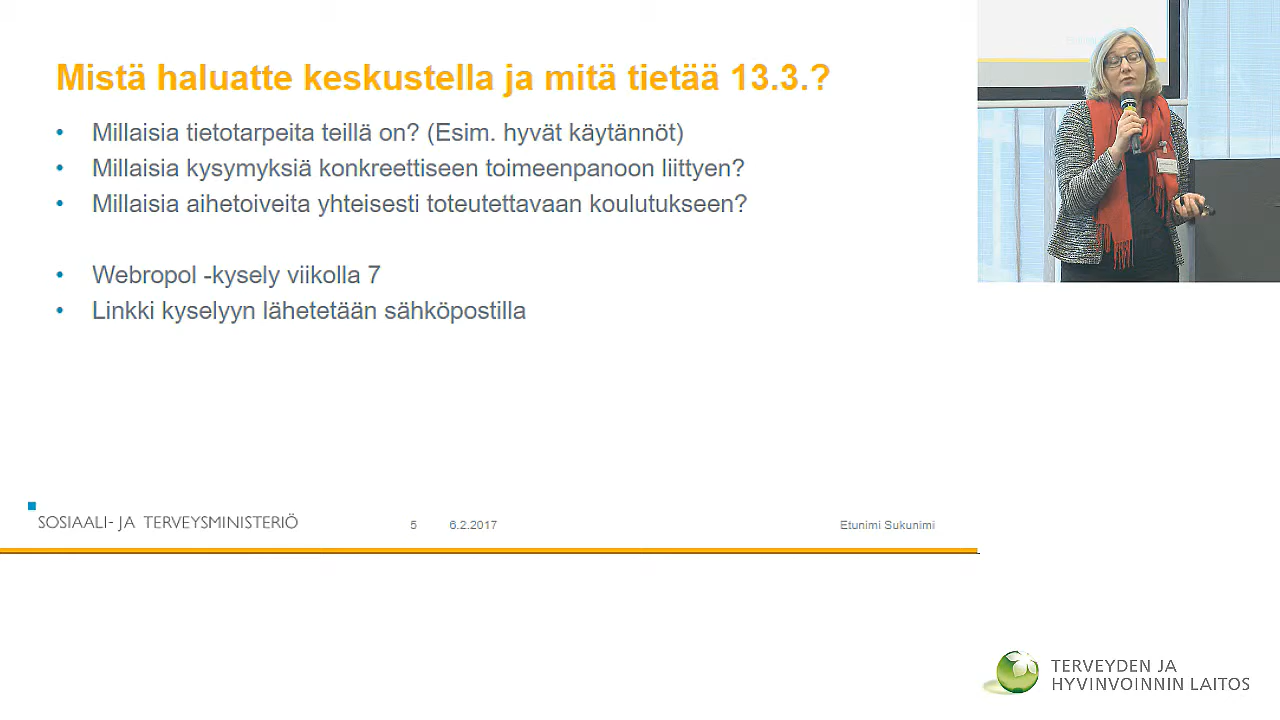 Mistä haluatte keskustella ja mitä tietää 13.3.?
• Millaisia tietotarpeita teillä on? (Esim. hyvät käytännöt)
• Millaisia kysymyksiä konkreettiseen toimeenpanoon liittyen?
• Millaisia aihetoiveita yhteisesti toteutettavaan koulutukseen?
• Webropol -kysely viikolla 7
• Linkki kyselyyn lähetetään sähköpostilla
SOSIAALI- JA TERVEYSMINISTERIÖ
5
6.2.2017
Etunimi Sukunimi
TERVEYDEN JA
HYVINVOINNIN LAITOS